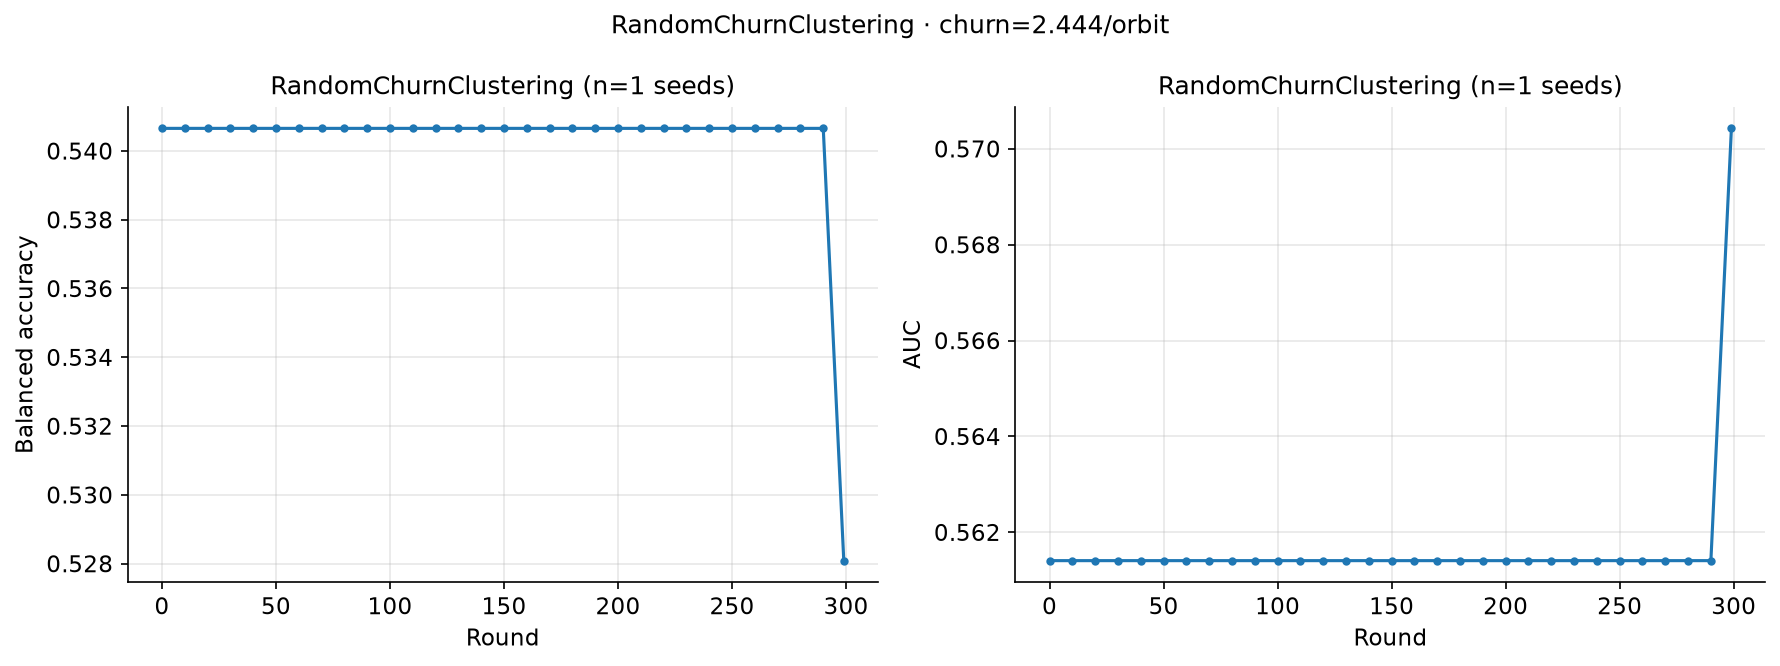 RandomChurnClustering · churn=2.444/orbit
RandomChurnClustering (n=1 seeds)
Balanced accuracy
0.540
0.538
0.536
0.534
0.532
0.530
0.528
0 50 100 150 200 250 300
Round
RandomChurnClustering (n=1 seeds)
AUC
0.570
0.568
0.566
0.564
0.562
0 50 100 150 200 250 300
Round